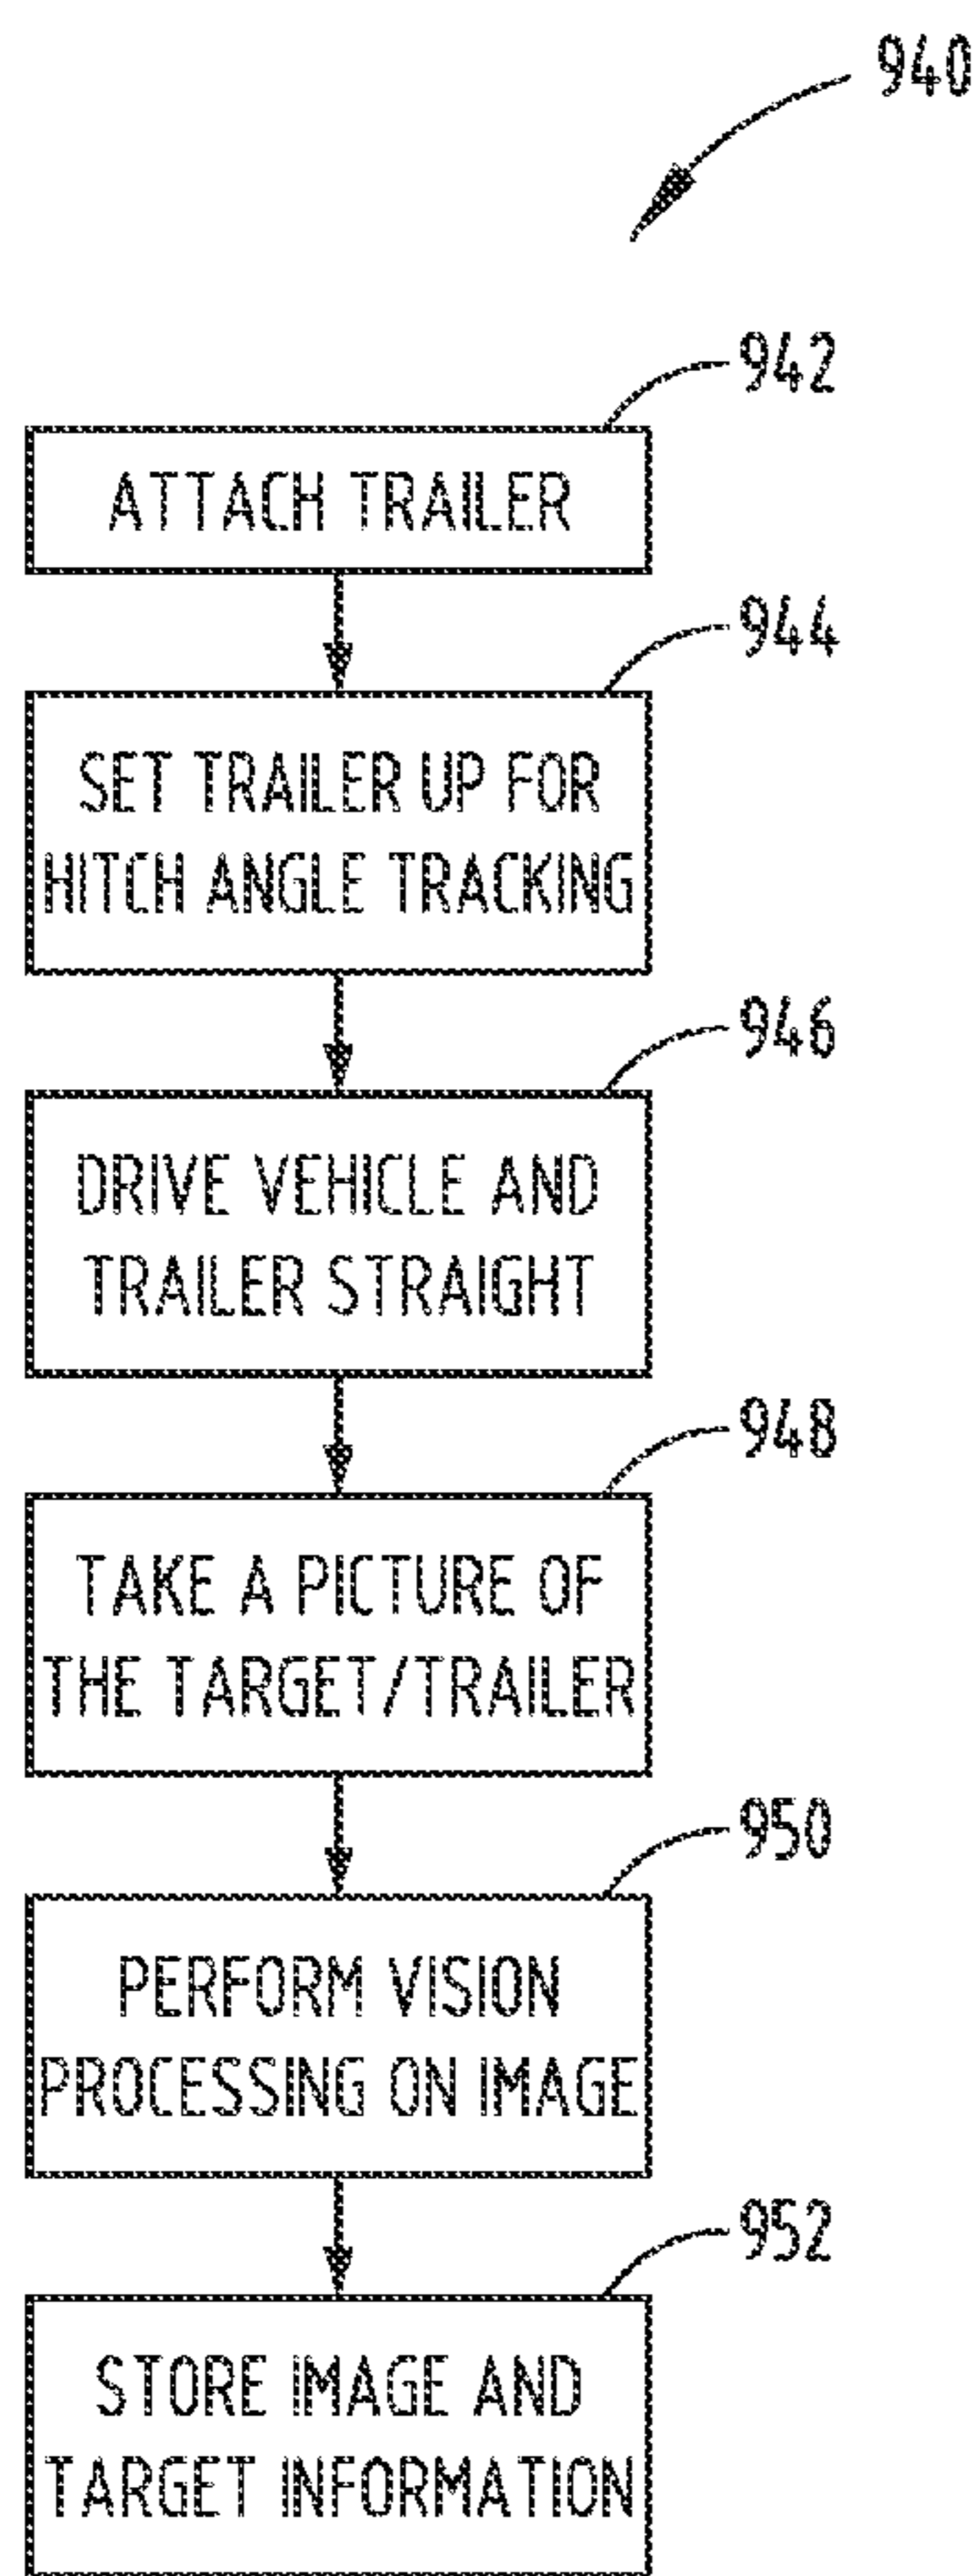 940
942
ATTACH TRAILER
944
SET TRAILER UP FOR
HITCH ANGLE TRACKING
946
DRIVE VEHICLE AND
TRAILER STRAIGHT
948
TAKE A PICTURE OF
THE TARGET/TRAILER
950
PERFORM VISION
PROCESSING ON IMAGE
952
STORE IMAGE AND
TARGET INFORMATION